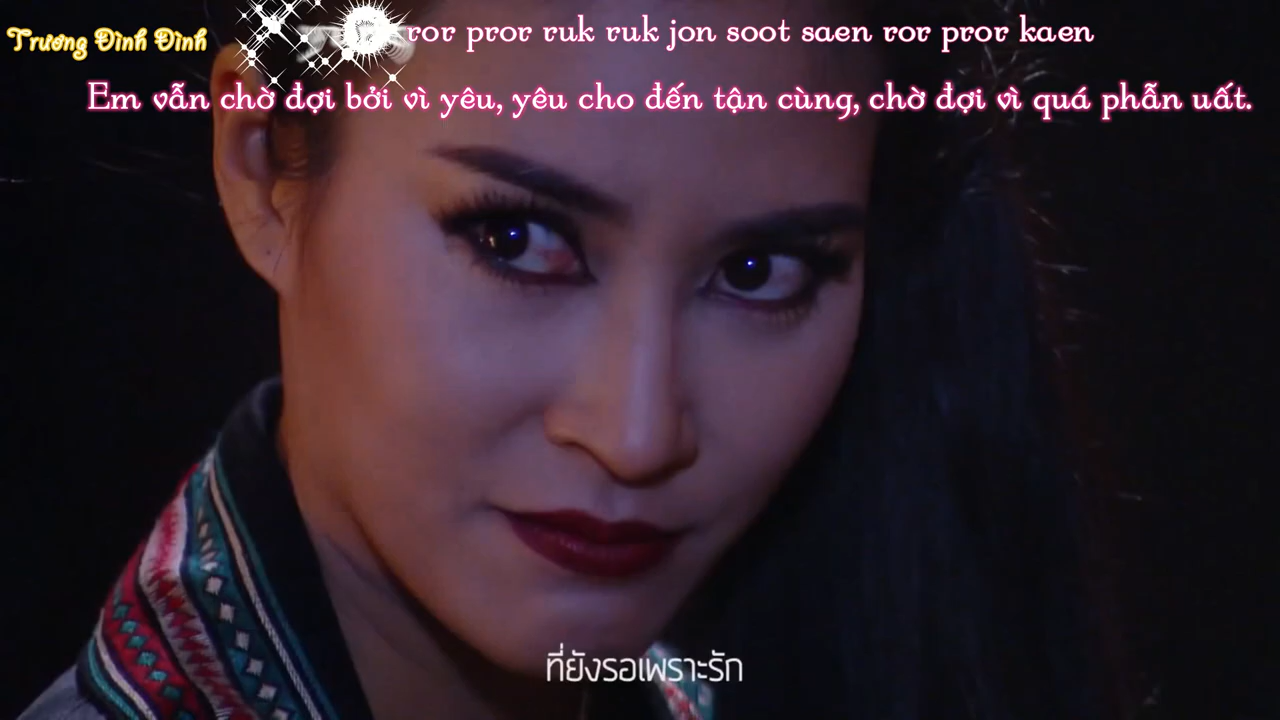 Trương Đình Đình
ror pror ruk ruk jon soot saen ror pror kaen
Em vẫn chờ đợi bởi vì yêu, yêu cho đến tận cùng, chờ đợi vì quá phẫn uất.
ที่ยังรอเพราะรัก